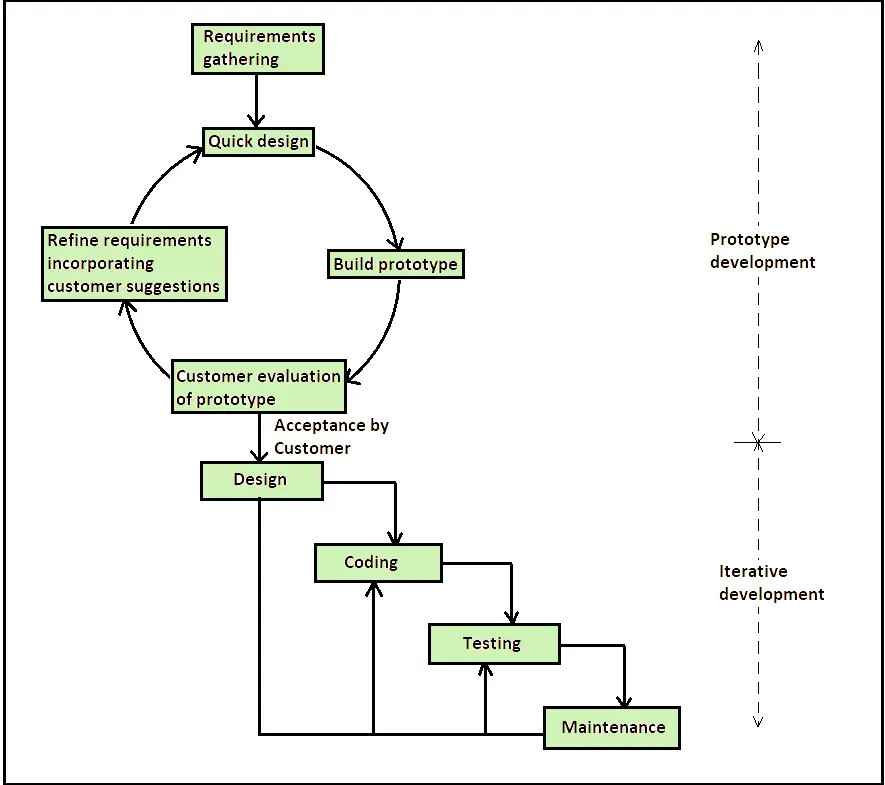 Requirements
gathering
Quick design
Refine requirements
incorporating
customer suggestions
Build prototype
Customer evaluation
of prototype
Acceptance by
Customer
Design
Coding
Testing
Maintenance
Prototype
development
Iterative
development